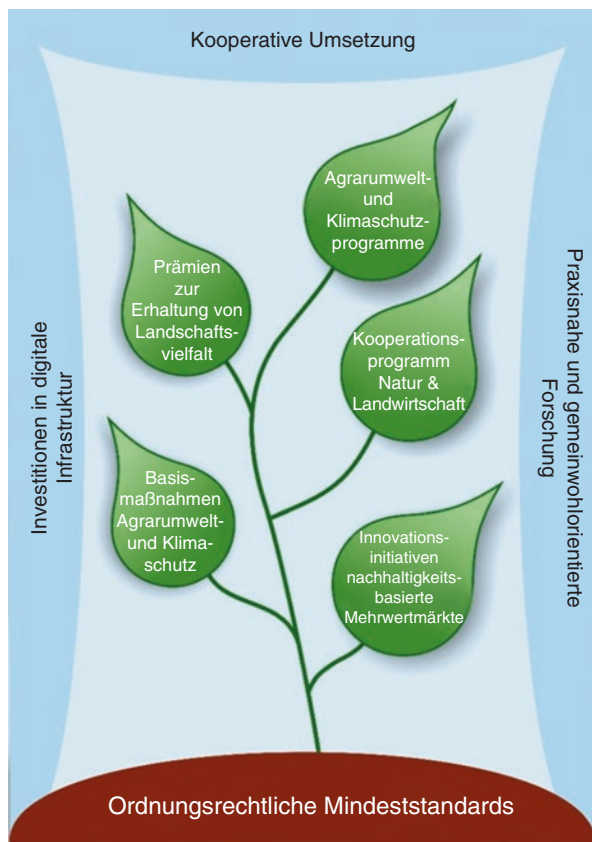 Kooperative Umsetzung
Agrarumwelt-
und
Klimaschutz-
programme
Prämien
zur
Erhaltung von
Landschafts-
vielfalt
Kooperations-
programm
Natur &
Landwirtschaft
Basis-
maßnahmen
Agrarumwelt-
und Klima-
schutz
Innovations-
initiativen
nachhaltigkeits-
basierte
Mehrwertmärkte
Investitionen in digitale
Infrastruktur
Praxisnahe und gemeinwohlorientierte
Forschung
Ordnungsrechtliche Mindeststandards